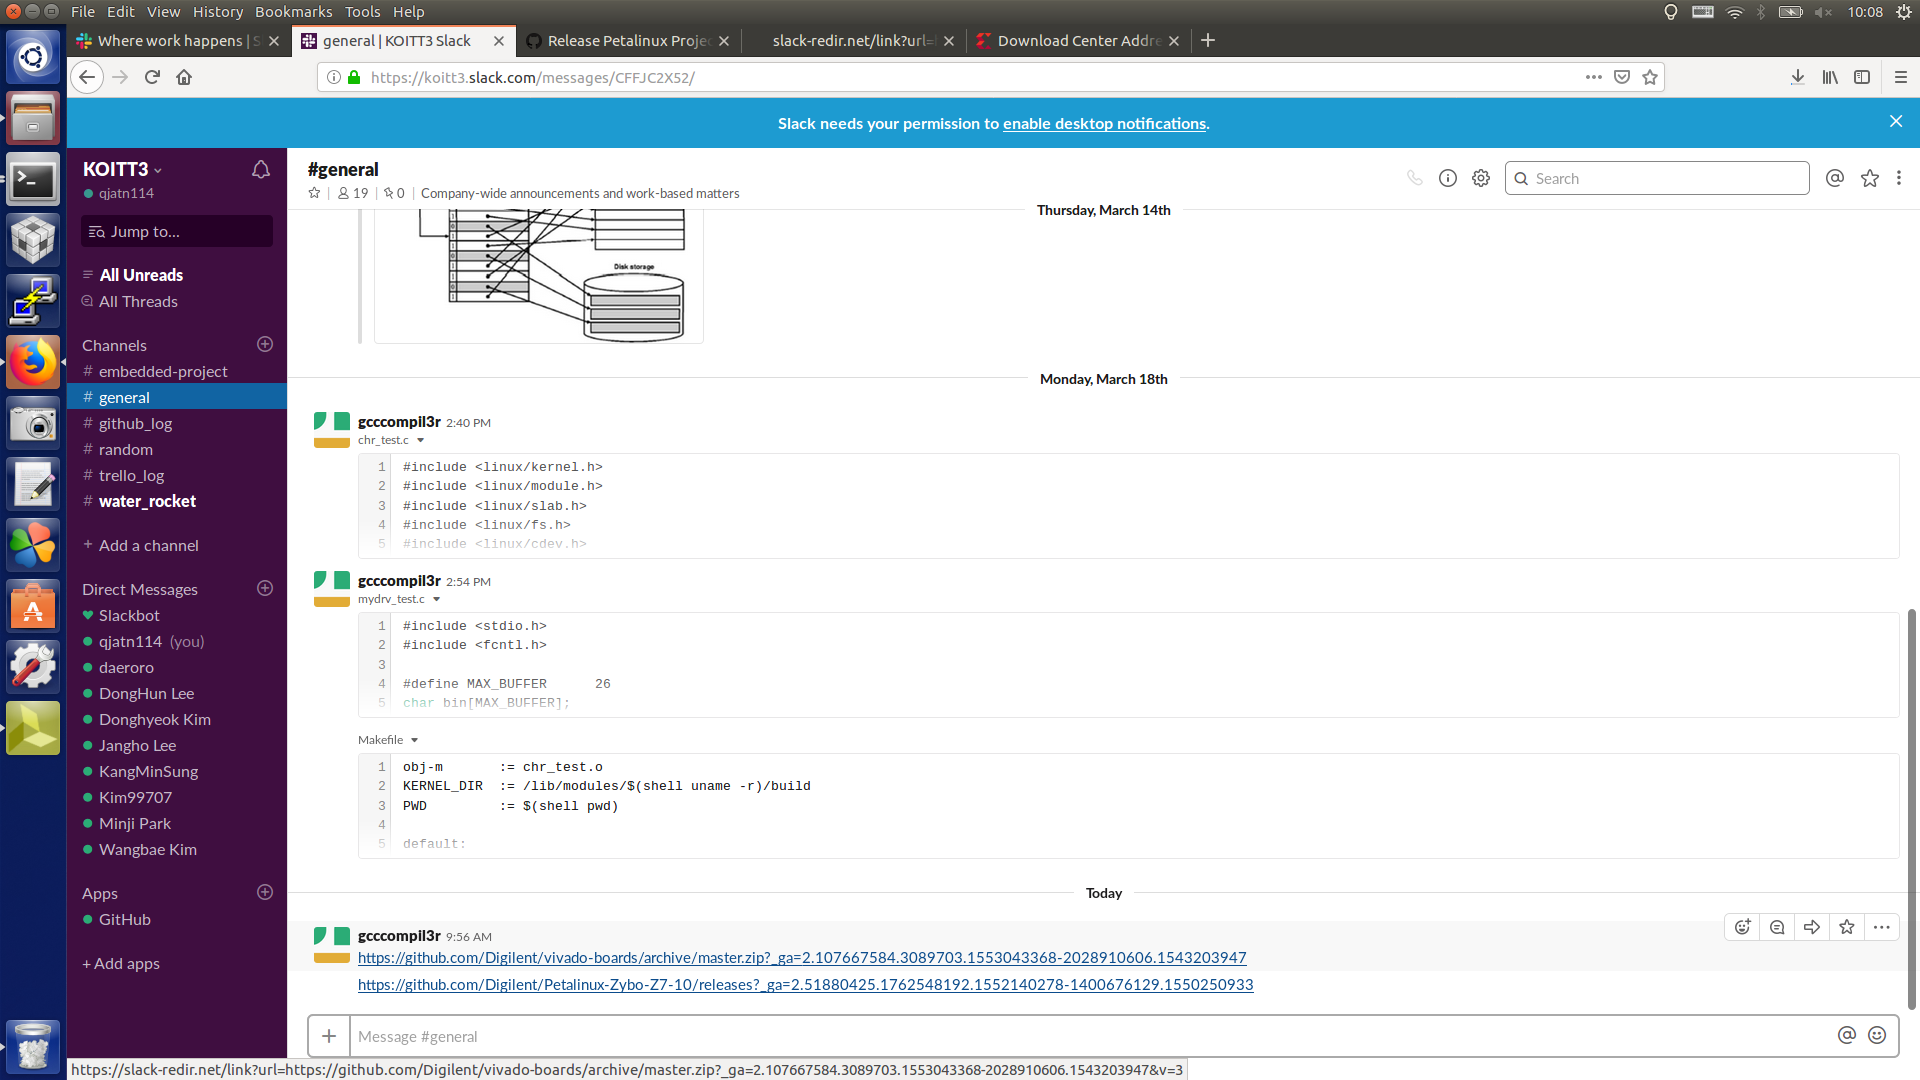 File Edit View History Bookmarks Tools Help
10:08
Where work happens | S
general | KOITT3 Slack
Release Petalinux Proje
slack-redir.net/link?url=
Download Center Addre
https://koitt3.slack.com/messages/CFFJC2X52/
Slack needs your permission to enable desktop notifications.
KOITT3
qjatn114
Jump to...
All Unreads
All Threads
Channels
# embedded-project
# general
# github_log
# random
# trello_log
# water_rocket
+ Add a channel
Direct Messages
Slackbot
qjatn114 (you)
daeroro
DongHun Lee
Donghyeok Kim
Jangho Lee
KangMinSung
Kim99707
Minji Park
Wangbae Kim
Apps
GitHub
+ Add apps
#general
19 | 0 | Company-wide announcements and work-based matters
Search
Thursday, March 14th
Disk storage
Monday, March 18th
gcccompil3r 2:40 PM
chr_test.c
1 #include <linux/kernel.h>
2 #include <linux/module.h>
3 #include <linux/slab.h>
4 #include <linux/fs.h>
5 #include <linux/cdev.h>
gcccompil3r 2:54 PM
mydrv_test.c
1 #include <stdio.h>
2 #include <fcntl.h>
3
4 #define MAX_BUFFER 26
5 char bin[MAX_BUFFER];
Makefile
1 obj-m := chr_test.o
2 KERNEL_DIR := /lib/modules/$(shell uname -r)/build
3 PWD := $(shell pwd)
4
5 default:
Today
gcccompil3r 9:56 AM
https://github.com/Digilent/vivado-boards/archive/master.zip?_ga=2.107667584.3089703.1553043368-2028910606.1543203947
https://github.com/Digilent/Petalinux-Zybo-Z7-10/releases?_ga=2.51880425.1762548192.1552140278-1400676129.1550250933
Message #general
https://slack-redir.net/link?url=https://github.com/Digilent/vivado-boards/archive/master.zip?_ga=2.107667584.3089703.1553043368-2028910606.1543203947&v=3